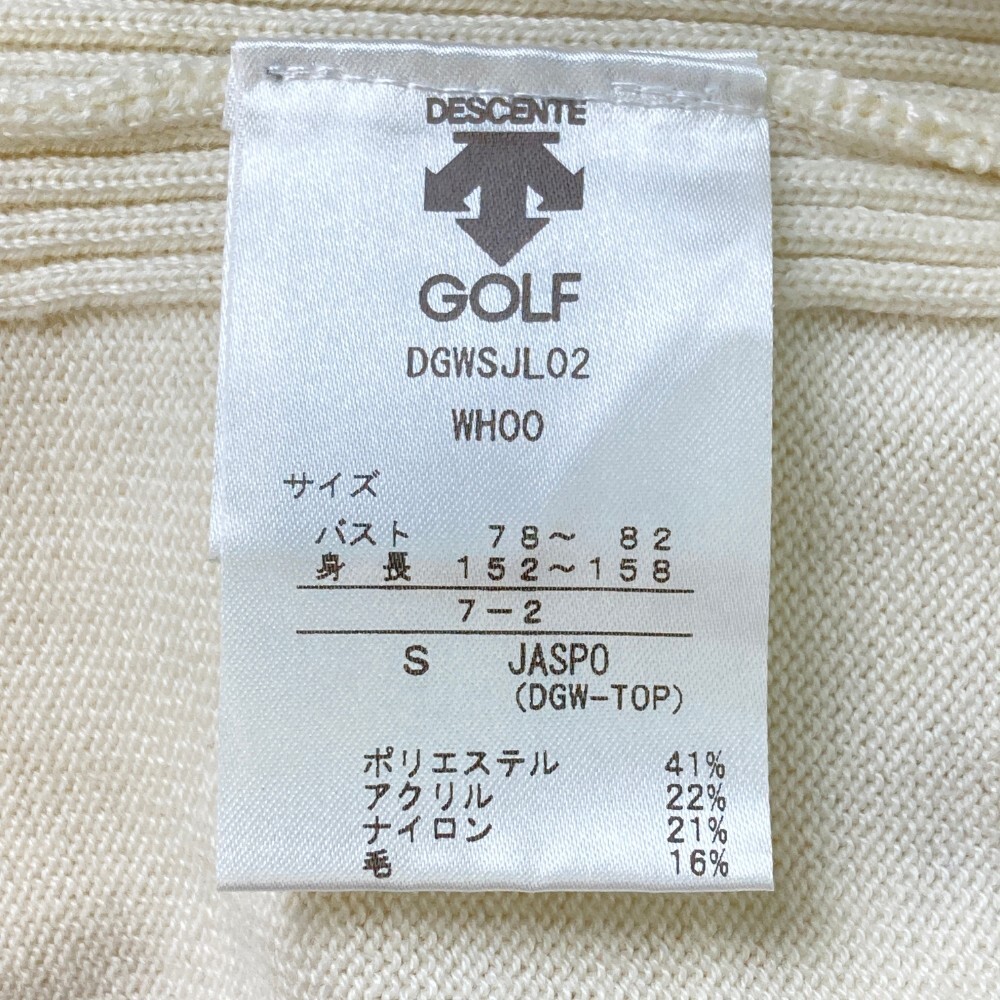 DESCENTE
GOLF
DGWSJL02
WH00
サイズ
バスト 78～ 82
身長 152～158
7-2
S JASPO
(DGW-TOP)
ポリエステル 41%
アクリル 22%
ナイロン 21%
毛 16%